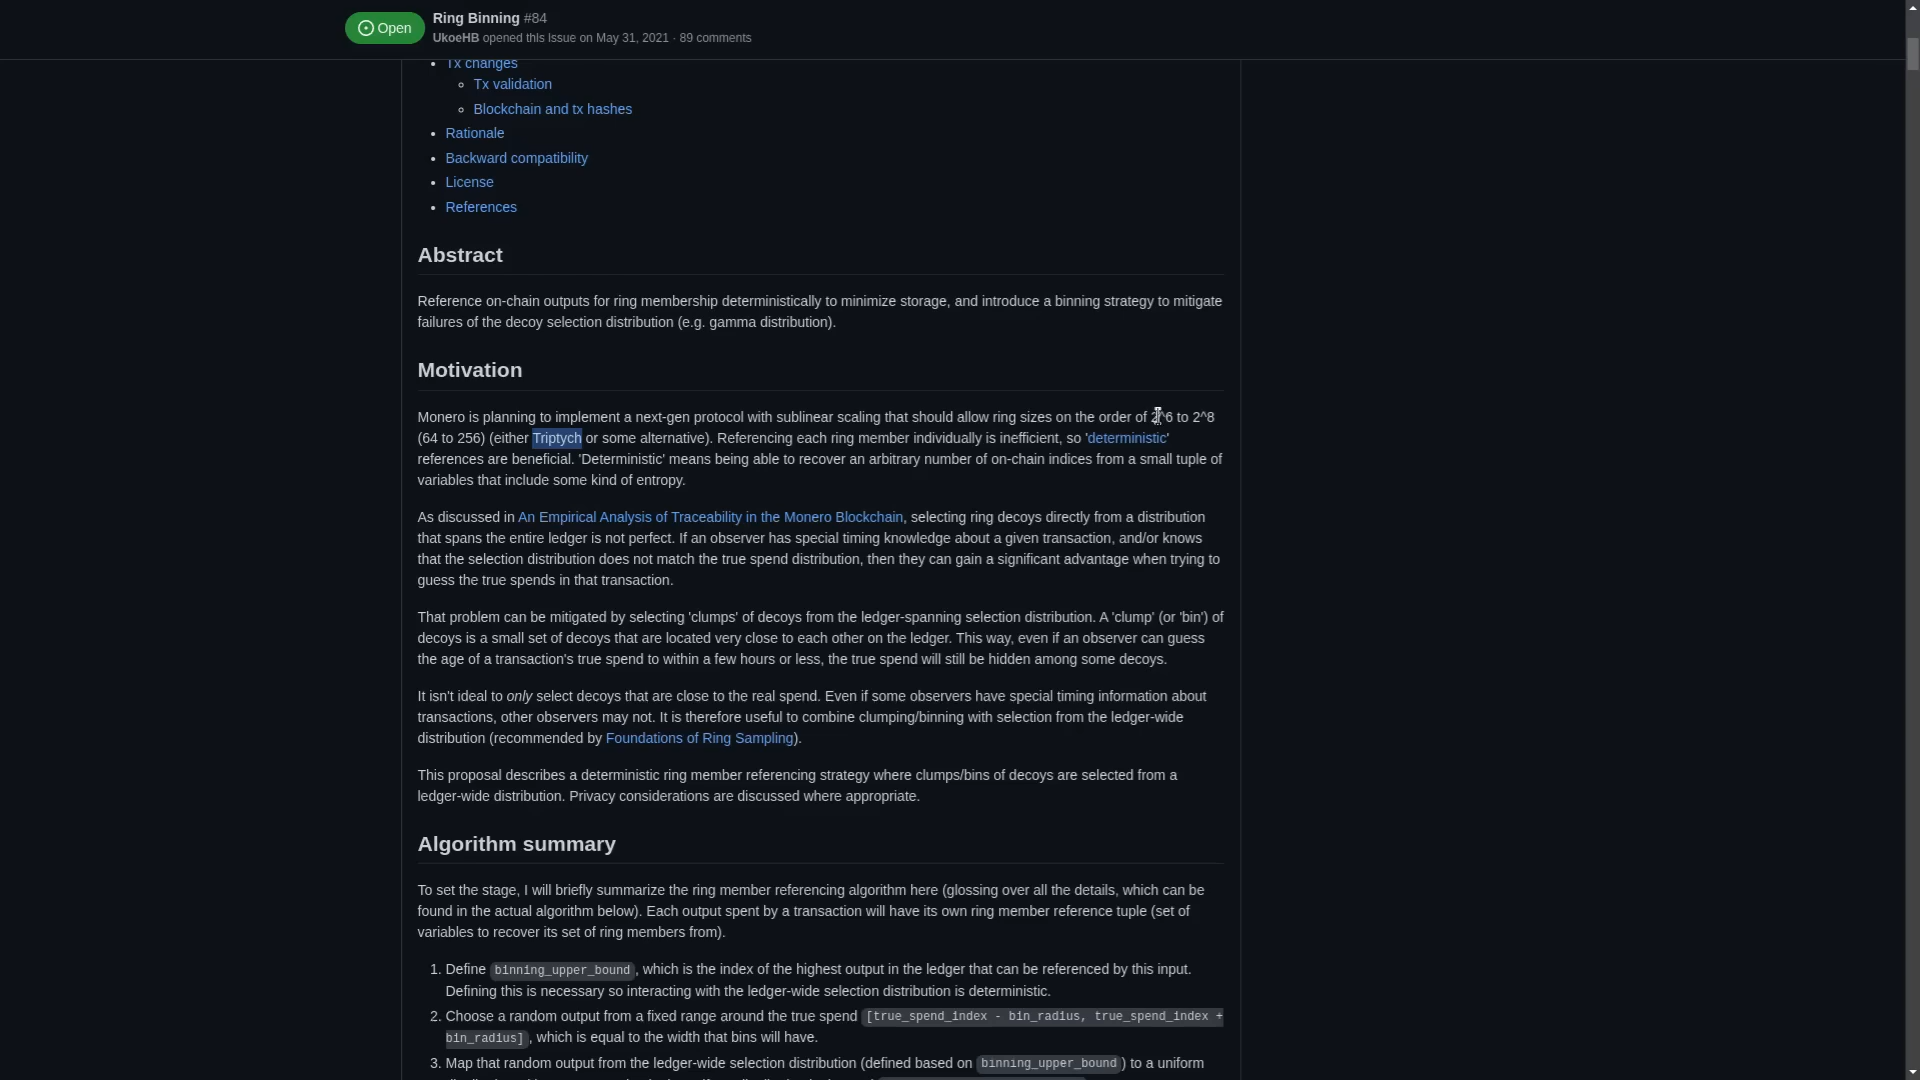 Open
Ring Binning #84
UkoeHB opened this issue on May 31, 2021 · 89 comments
• Tx changes
◦ Tx validation
◦ Blockchain and tx hashes
• Rationale
• Backward compatibility
• License
• References
Abstract
Reference on-chain outputs for ring membership deterministically to minimize storage, and introduce a binning strategy to mitigate
failures of the decoy selection distribution (e.g. gamma distribution).
Motivation
Monero is planning to implement a next-gen protocol with sublinear scaling that should allow ring sizes on the order of 2^6 to 2^8
(64 to 256) (either Triptych or some alternative). Referencing each ring member individually is inefficient, so 'deterministic'
references are beneficial. 'Deterministic' means being able to recover an arbitrary number of on-chain indices from a small tuple of
variables that include some kind of entropy.
As discussed in An Empirical Analysis of Traceability in the Monero Blockchain, selecting ring decoys directly from a distribution
that spans the entire ledger is not perfect. If an observer has special timing knowledge about a given transaction, and/or knows
that the selection distribution does not match the true spend distribution, then they can gain a significant advantage when trying to
guess the true spends in that transaction.
That problem can be mitigated by selecting 'clumps' of decoys from the ledger-spanning selection distribution. A 'clump' (or 'bin') of
decoys is a small set of decoys that are located very close to each other on the ledger. This way, even if an observer can guess
the age of a transaction's true spend to within a few hours or less, the true spend will still be hidden among some decoys.
It isn't ideal to only select decoys that are close to the real spend. Even if some observers have special timing information about
transactions, other observers may not. It is therefore useful to combine clumping/binning with selection from the ledger-wide
distribution (recommended by Foundations of Ring Sampling).
This proposal describes a deterministic ring member referencing strategy where clumps/bins of decoys are selected from a
ledger-wide distribution. Privacy considerations are discussed where appropriate.
Algorithm summary
To set the stage, I will briefly summarize the ring member referencing algorithm here (glossing over all the details, which can be
found in the actual algorithm below). Each output spent by a transaction will have its own ring member reference tuple (set of
variables to recover its set of ring members from).
1. Define binning_upper_bound, which is the index of the highest output in the ledger that can be referenced by this input.
Defining this is necessary so interacting with the ledger-wide selection distribution is deterministic.
2. Choose a random output from a fixed range around the true spend [true_spend_index - bin_radius, true_spend_index +
bin_radius], which is equal to the width that bins will have.
3. Map that random output from the ledger-wide selection distribution (defined based on binning_upper_bound) to a uniform